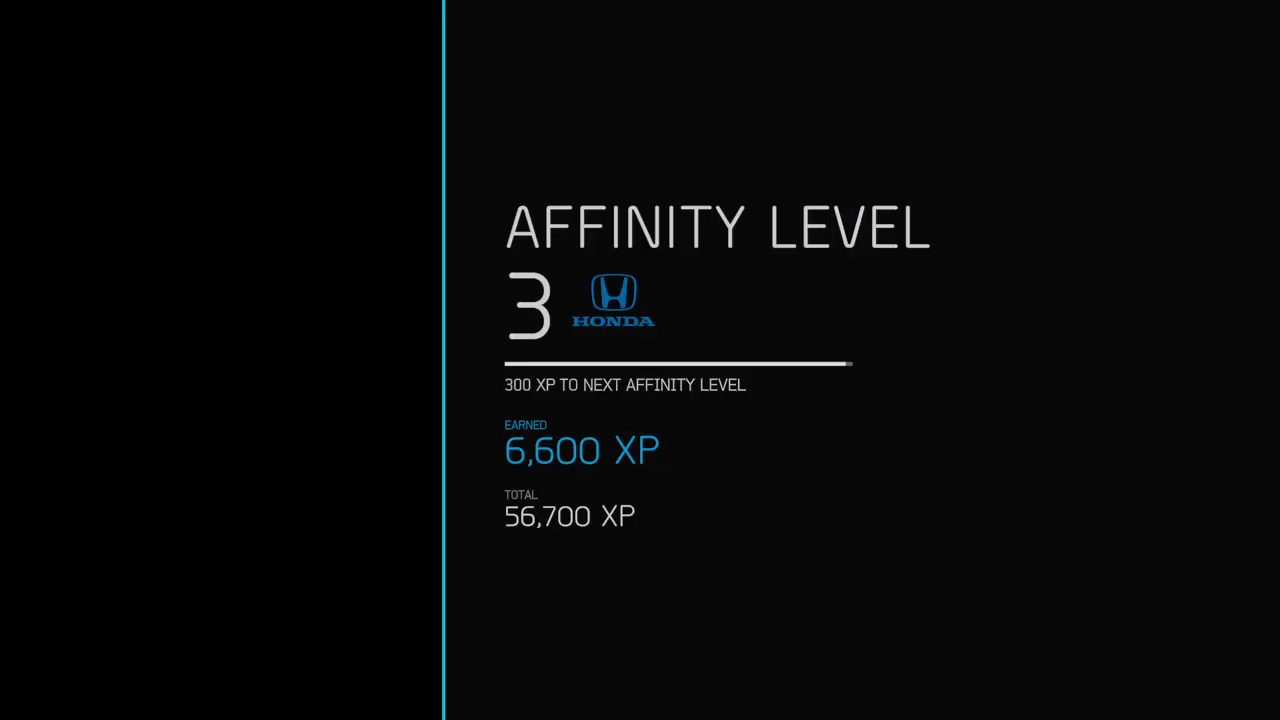 AFFINITY LEVEL
3 HONDA
300 XP TO NEXT AFFINITY LEVEL
EARNED
6,600 XP
TOTAL
56,700 XP